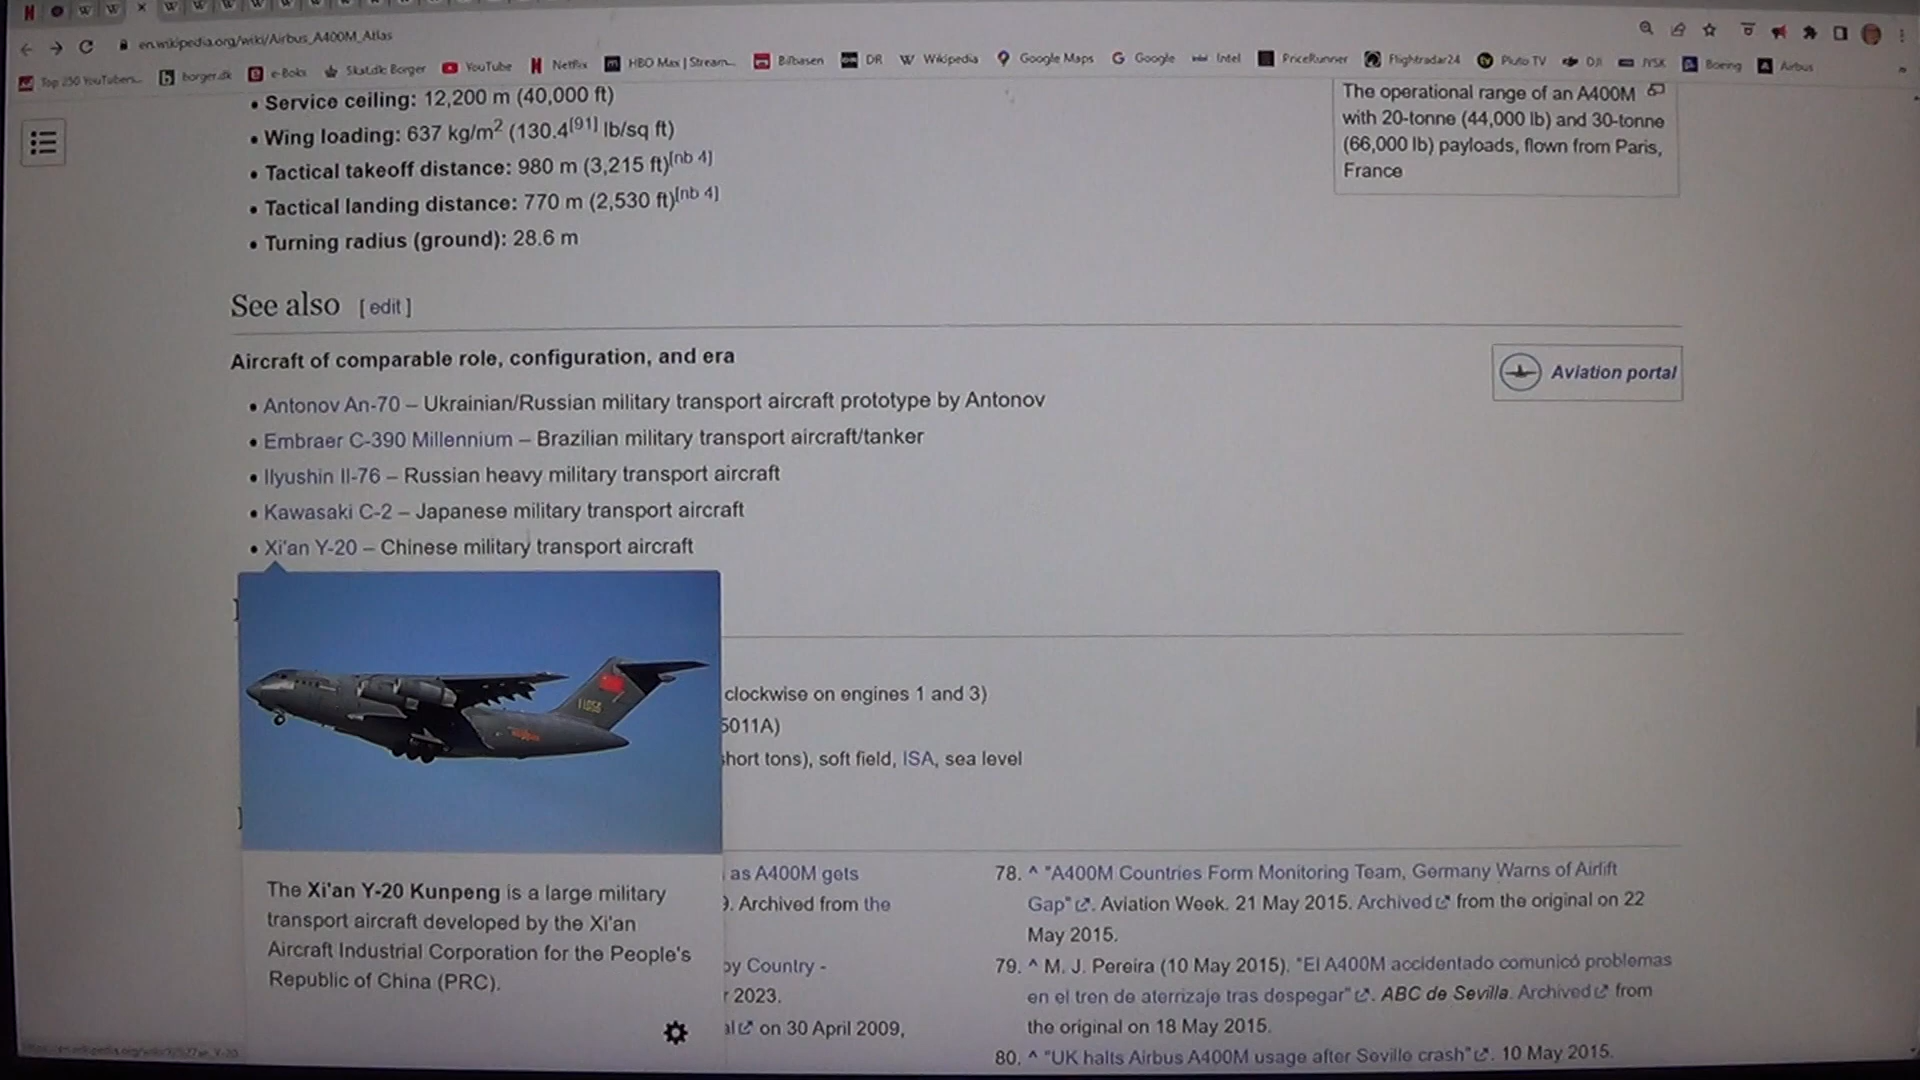 en.wikipedia.org/wiki/Airbus_A400M_Atlas
Top 250 YouTubers... borger.dk e-Boks Skat.dk: Borger YouTube Netflix HBO Max | Stream... Bilbasen DR Wikipedia Google Maps Google Intel PriceRunner Flightradar24 Pluto TV DJI JYSK Boeing Airbus
• Service ceiling: 12,200 m (40,000 ft)
• Wing loading: 637 kg/m2 (130.4[91] lb/sq ft)
• Tactical takeoff distance: 980 m (3,215 ft)[nb 4]
• Tactical landing distance: 770 m (2,530 ft)[nb 4]
• Turning radius (ground): 28.6 m
The operational range of an A400M
with 20-tonne (44,000 lb) and 30-tonne
(66,000 lb) payloads, flown from Paris,
France
See also [ edit ]
Aircraft of comparable role, configuration, and era
Aviation portal
• Antonov An-70 – Ukrainian/Russian military transport aircraft prototype by Antonov
• Embraer C-390 Millennium – Brazilian military transport aircraft/tanker
• Ilyushin Il-76 – Russian heavy military transport aircraft
• Kawasaki C-2 – Japanese military transport aircraft
• Xi'an Y-20 – Chinese military transport aircraft
clockwise on engines 1 and 3)
5011A)
short tons), soft field, ISA, sea level
The Xi'an Y-20 Kunpeng is a large military
transport aircraft developed by the Xi'an
Aircraft Industrial Corporation for the People's
Republic of China (PRC).
as A400M gets
. Archived from the
by Country -
2023.
on 30 April 2009,
78. ^ "A400M Countries Form Monitoring Team, Germany Warns of Airlift
Gap". Aviation Week. 21 May 2015. Archived from the original on 22
May 2015.
79. ^ M. J. Pereira (10 May 2015). "El A400M accidentado comunicó problemas
en el tren de aterrizaje tras despegar". ABC de Sevilla. Archived from
the original on 18 May 2015.
80. ^ "UK halts Airbus A400M usage after Seville crash". 10 May 2015.